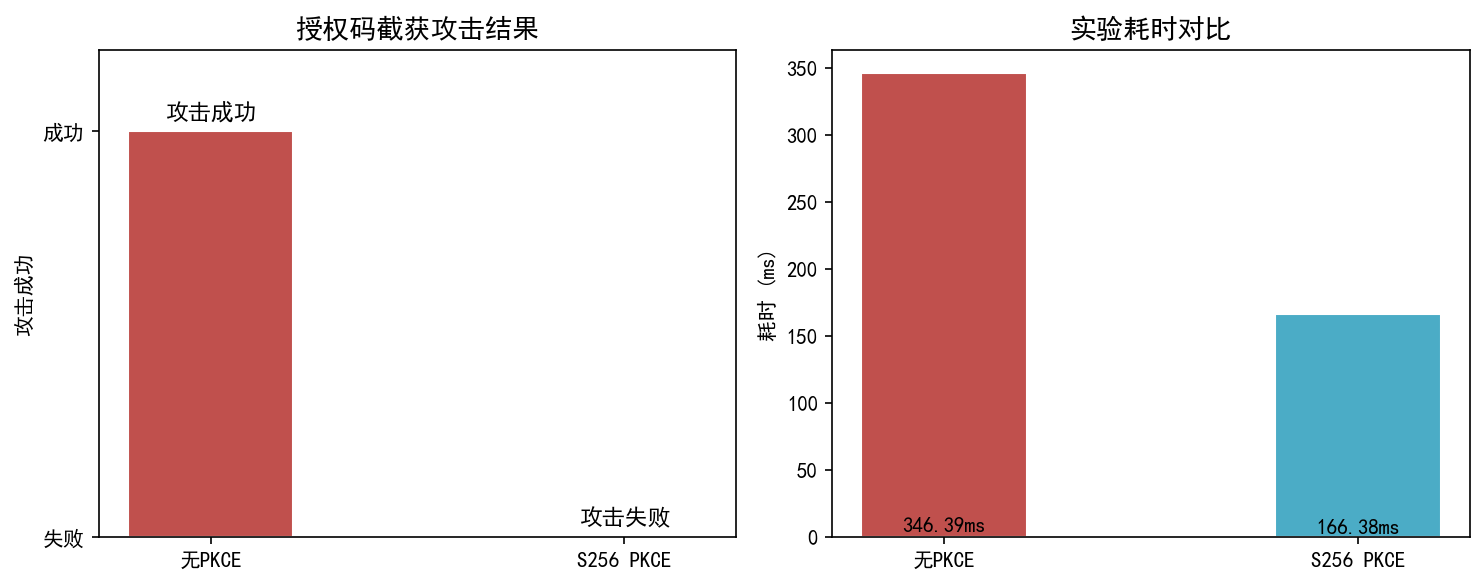 授权码截获攻击结果
攻击成功
成功
失败
攻击成功
攻击失败
无PKCE
S256 PKCE
实验耗时对比
耗时 (ms)
350
300
250
200
150
100
50
0
346.39ms
166.38ms
无PKCE
S256 PKCE